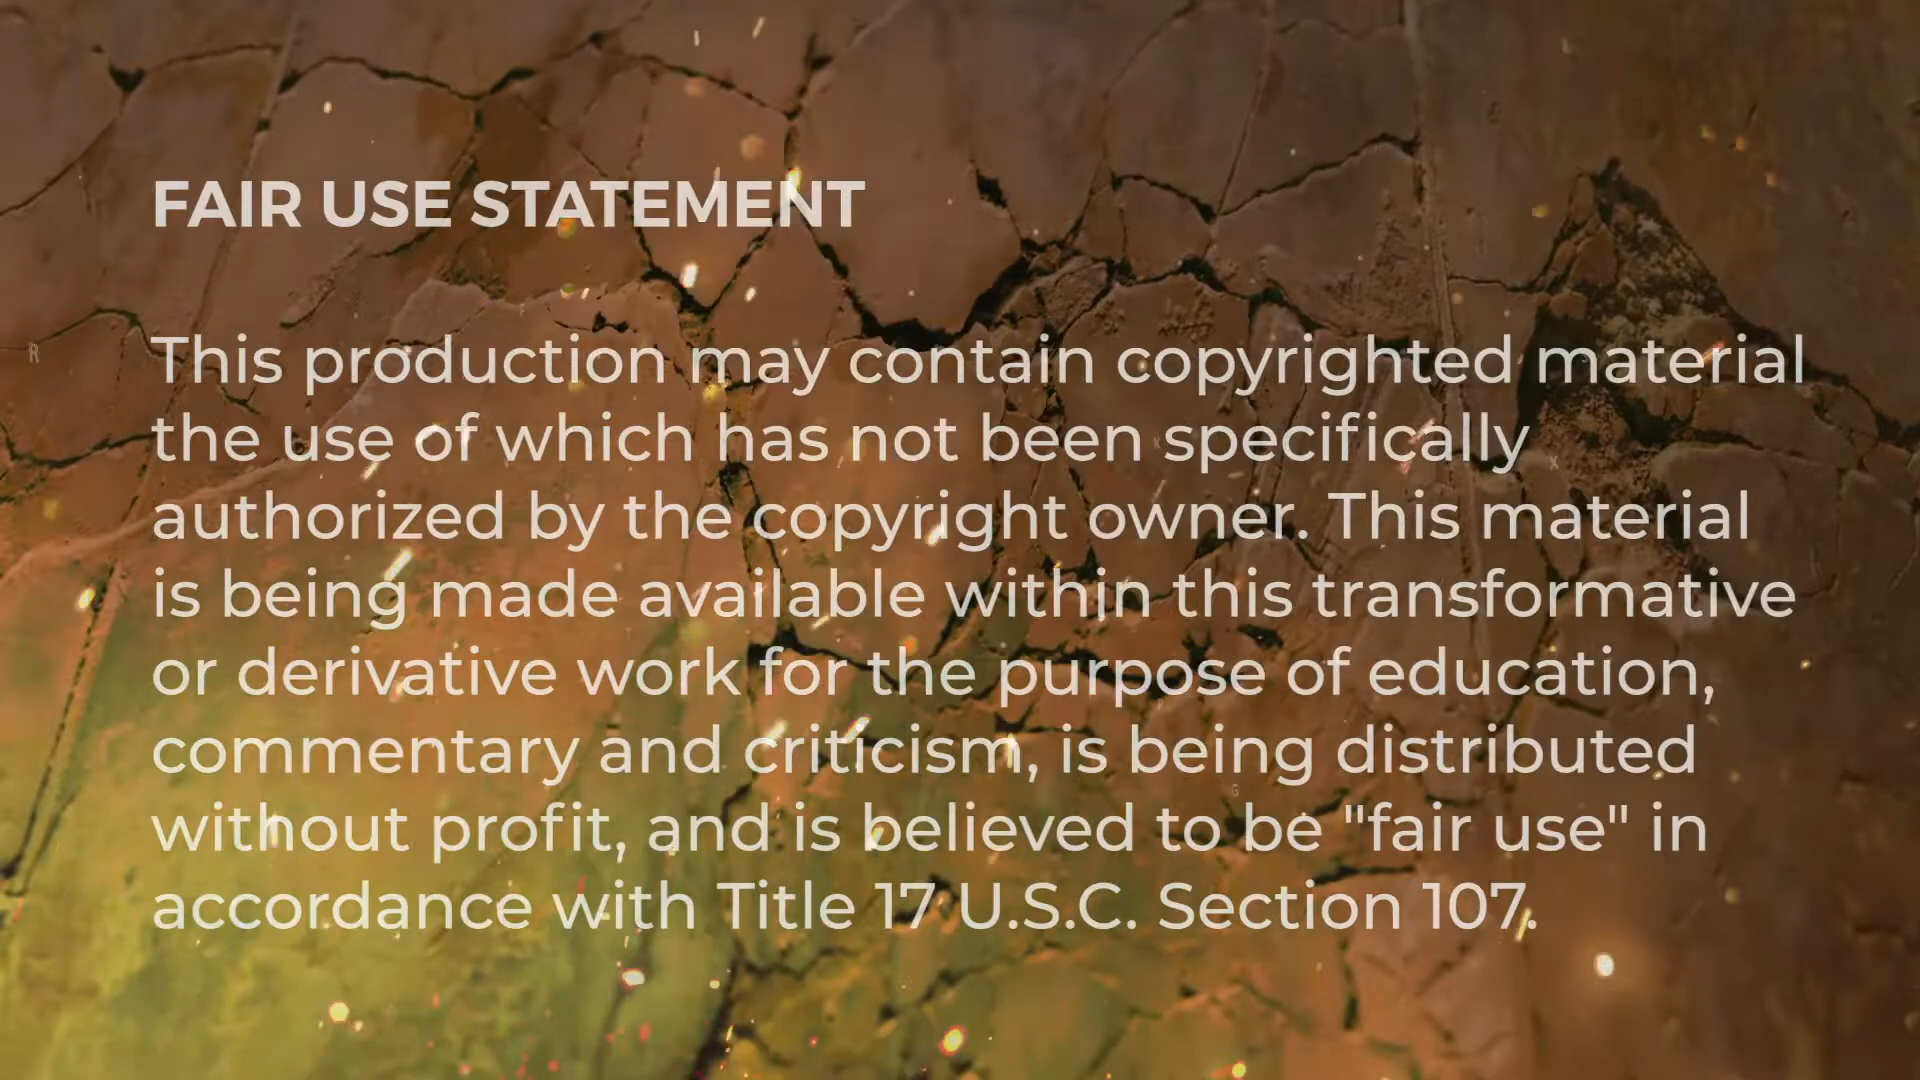 FAIR USE STATEMENT
This production may contain copyrighted material
the use of which has not been specifically
authorized by the copyright owner. This material
is being made available within this transformative
or derivative work for the purpose of education,
commentary and criticism, is being distributed
without profit, and is believed to be "fair use" in
accordance with Title 17 U.S.C. Section 107.